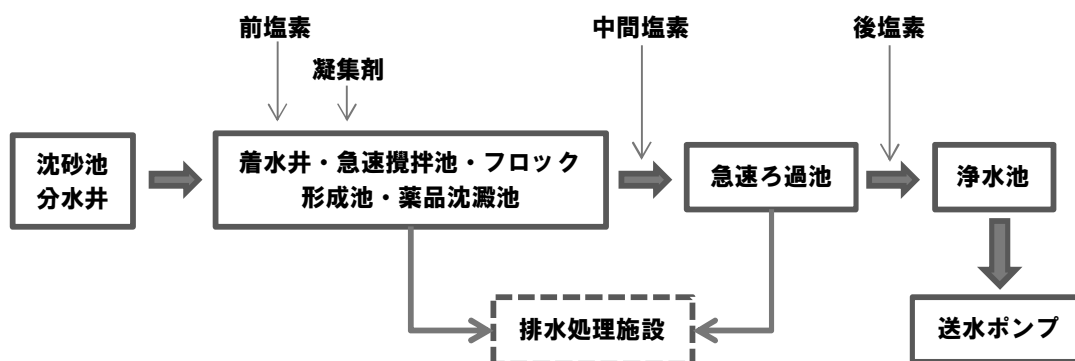 前塩素
凝集剤
中間塩素
後塩素
沈砂池
分水井
着水井・急速攪拌池・フロック
形成池・薬品沈澱池
急速ろ過池
浄水池
排水処理施設
送水ポンプ